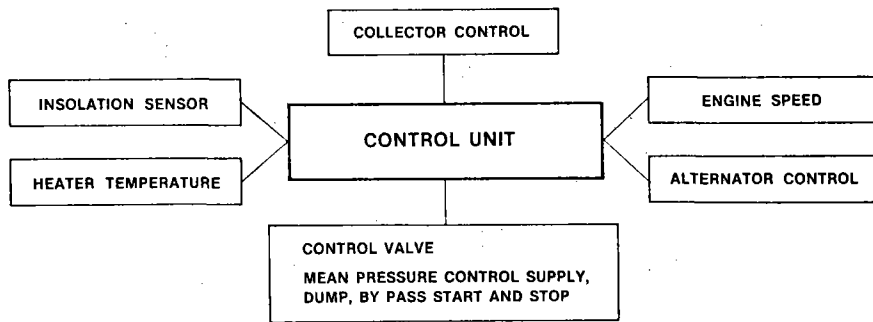 COLLECTOR CONTROL
INSOLATION SENSOR
ENGINE SPEED
CONTROL UNIT
HEATER TEMPERATURE
ALTERNATOR CONTROL
CONTROL VALVE
MEAN PRESSURE CONTROL SUPPLY,
DUMP, BY PASS START AND STOP